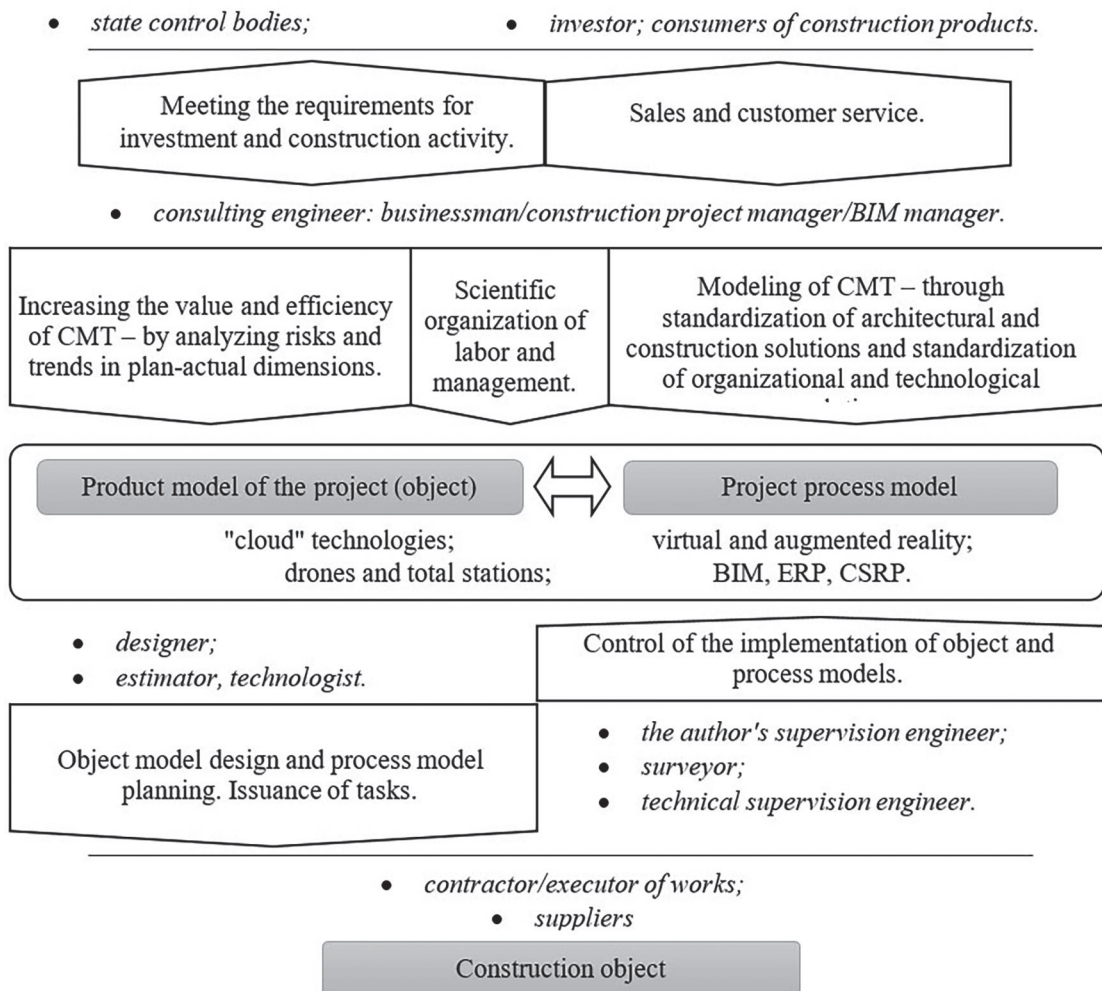 • state control bodies;
• investor; consumers of construction products.
Meeting the requirements for
investment and construction activity.
Sales and customer service.
• consulting engineer: businessman/construction project manager/BIM manager.
Increasing the value and efficiency
of CMT – by analyzing risks and
trends in plan-actual dimensions.
Scientific
organization of
labor and
management.
Modeling of CMT – through
standardization of architectural and
construction solutions and standardization
of organizational and technological
Product model of the project (object)
Project process model
"cloud" technologies;
drones and total stations;
virtual and augmented reality;
BIM, ERP, CSRP.
• designer;
• estimator, technologist.
Control of the implementation of object and
process models.
Object model design and process model
planning. Issuance of tasks.
• the author's supervision engineer;
• surveyor;
• technical supervision engineer.
• contractor/executor of works;
• suppliers
Construction object